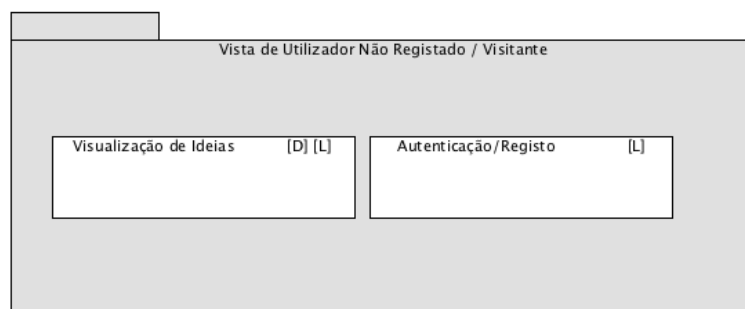 Vista de Utilizador Não Registado / Visitante
Visualização de Ideias [D] [L]
Autenticação/Registo [L]